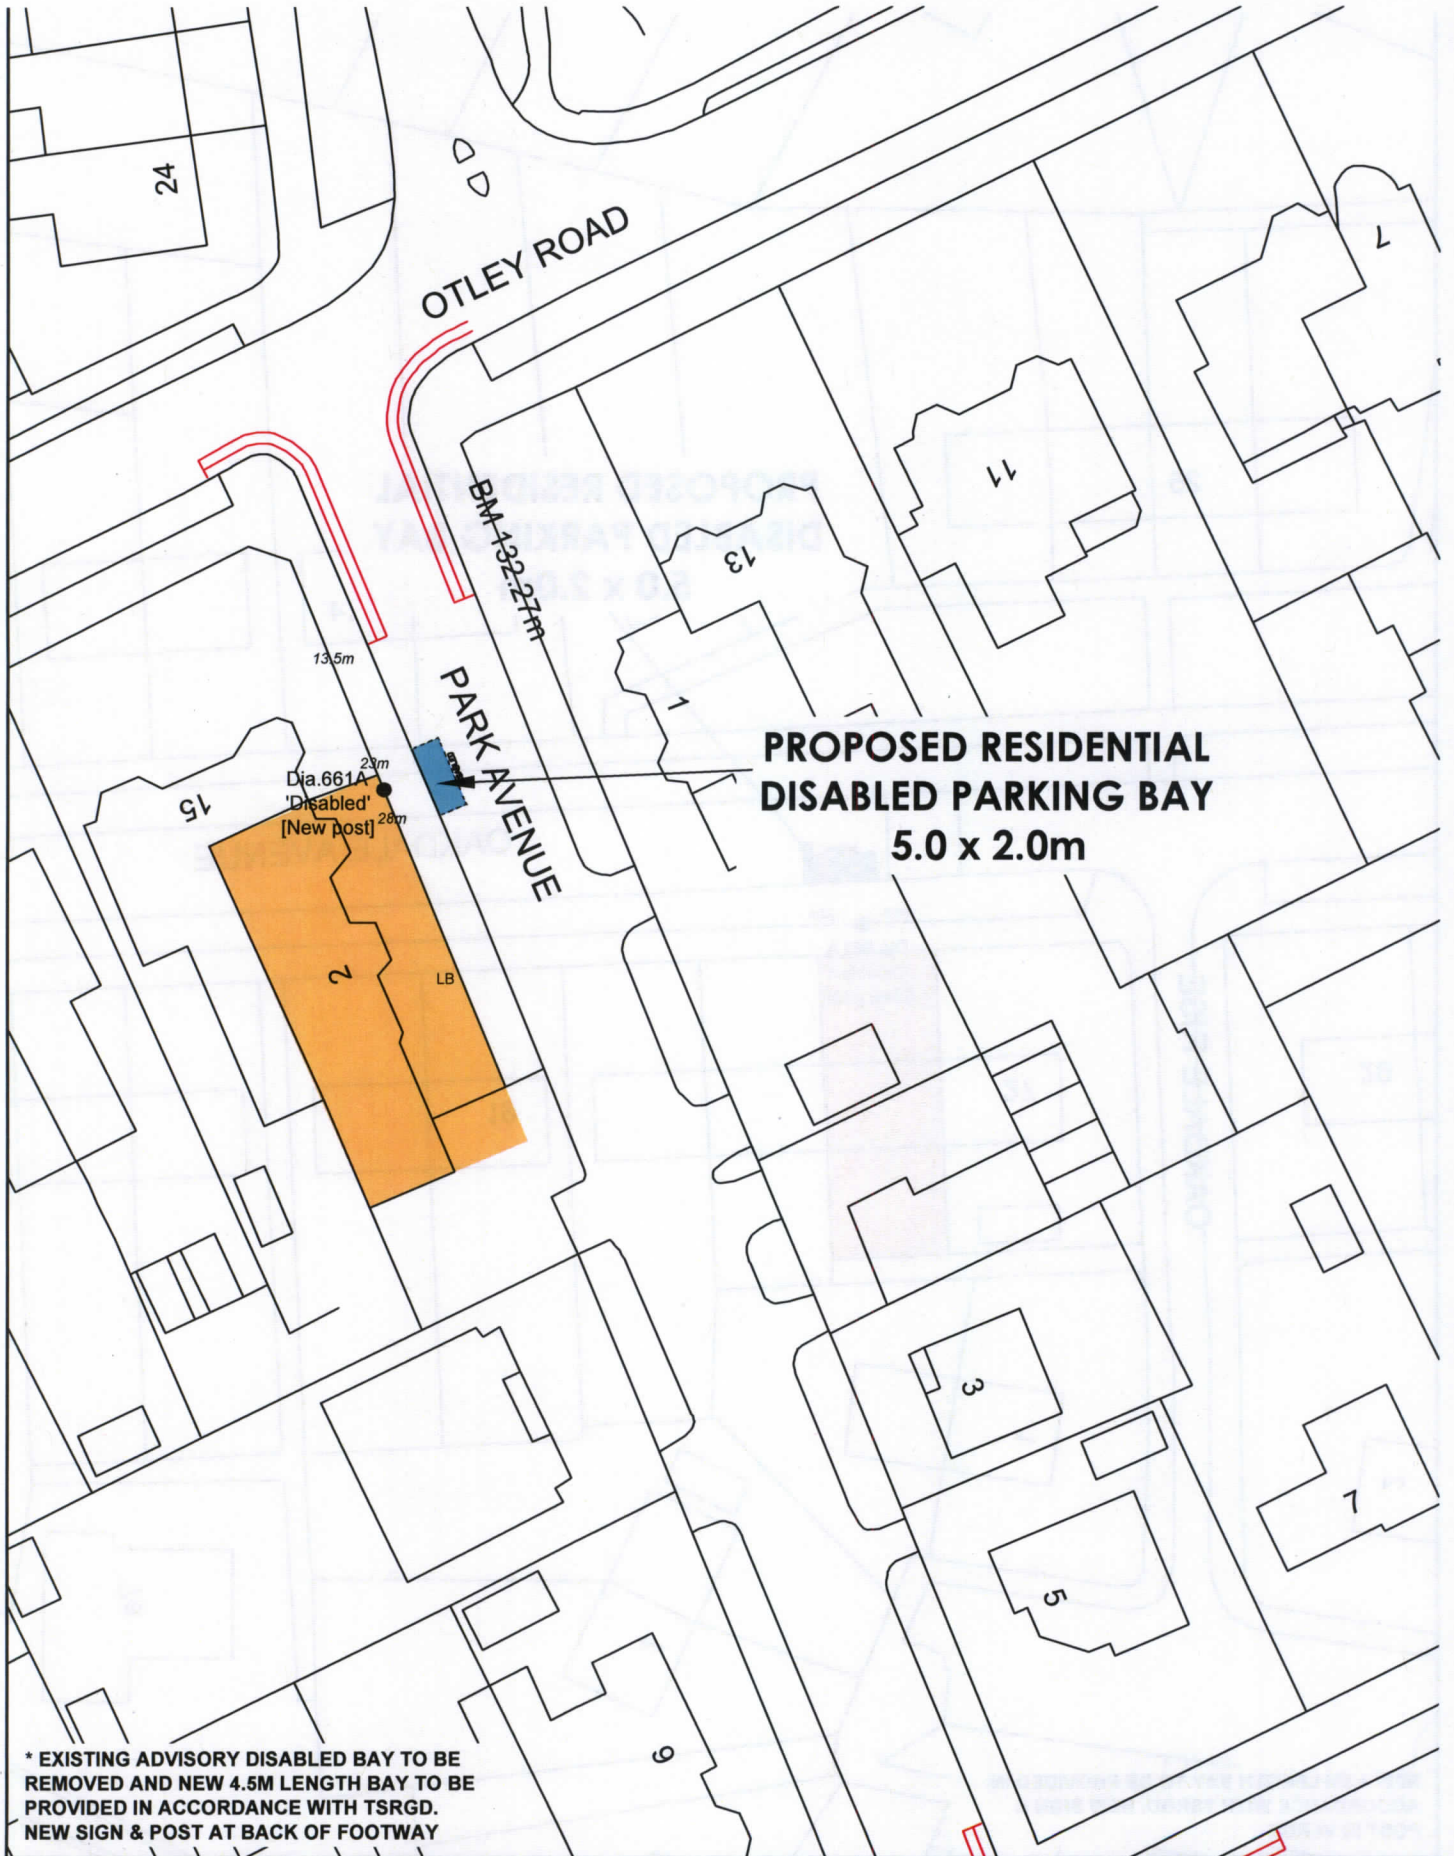 24
OTLEY ROAD
7
11
BM 132.27m
13
13.5m
PARK AVENUE
1
PROPOSED RESIDENTIAL
DISABLED PARKING BAY
5.0 x 2.0m
23m
Dia.661A
'Disabled'
[New post]
28m
15
2
LB
3
7
5
9
* EXISTING ADVISORY DISABLED BAY TO BE
REMOVED AND NEW 4.5M LENGTH BAY TO BE
PROVIDED IN ACCORDANCE WITH TSRGD.
NEW SIGN & POST AT BACK OF FOOTWAY